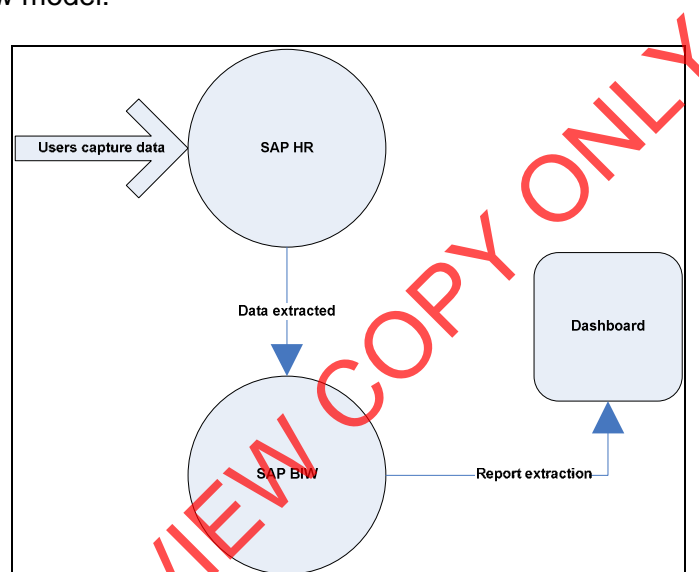 w model.
Users capture data
SAP HR
Data extracted
Dashboard
SAP BIW
Report extraction
VIEW COPY ONLY